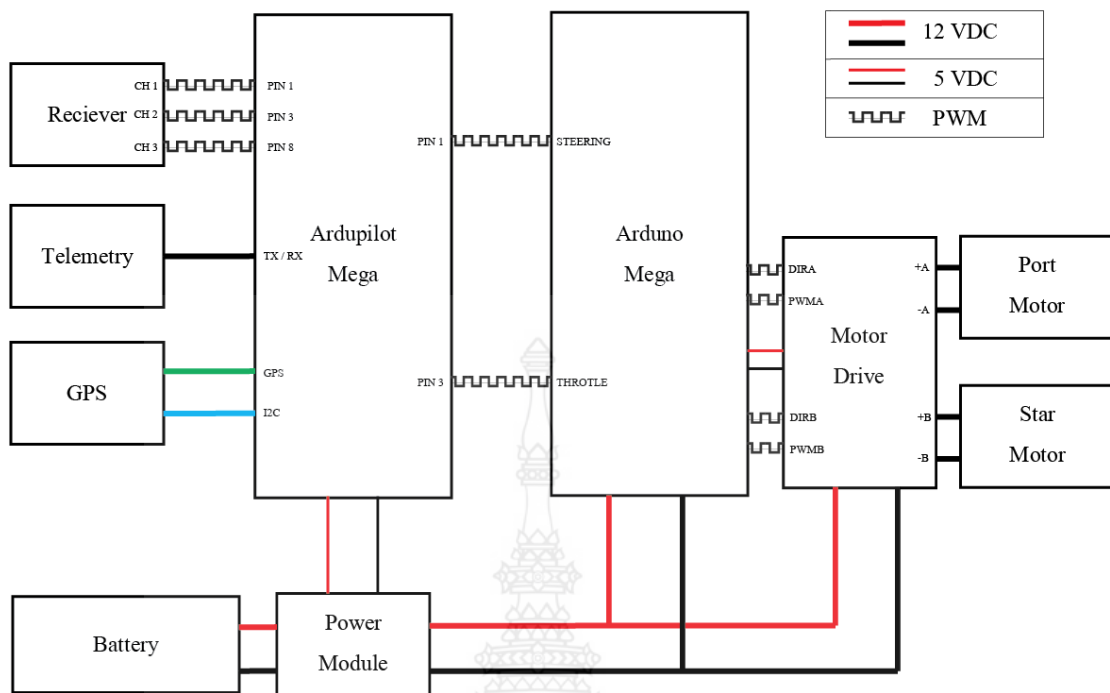 12 VDC
5 VDC
PWM
Reciever
CH 1
CH 2
CH 3
PIN 1
PIN 3
PIN 8
Telemetry
TX / RX
GPS
GPS
I2C
Ardupilot
Mega
PIN 1
PIN 3
STEERING
THROTLE
Arduno
Mega
DIRA
PWMA
DIRB
PWMB
Motor
Drive
+A
-A
+B
-B
Port
Motor
Star
Motor
Battery
Power
Module